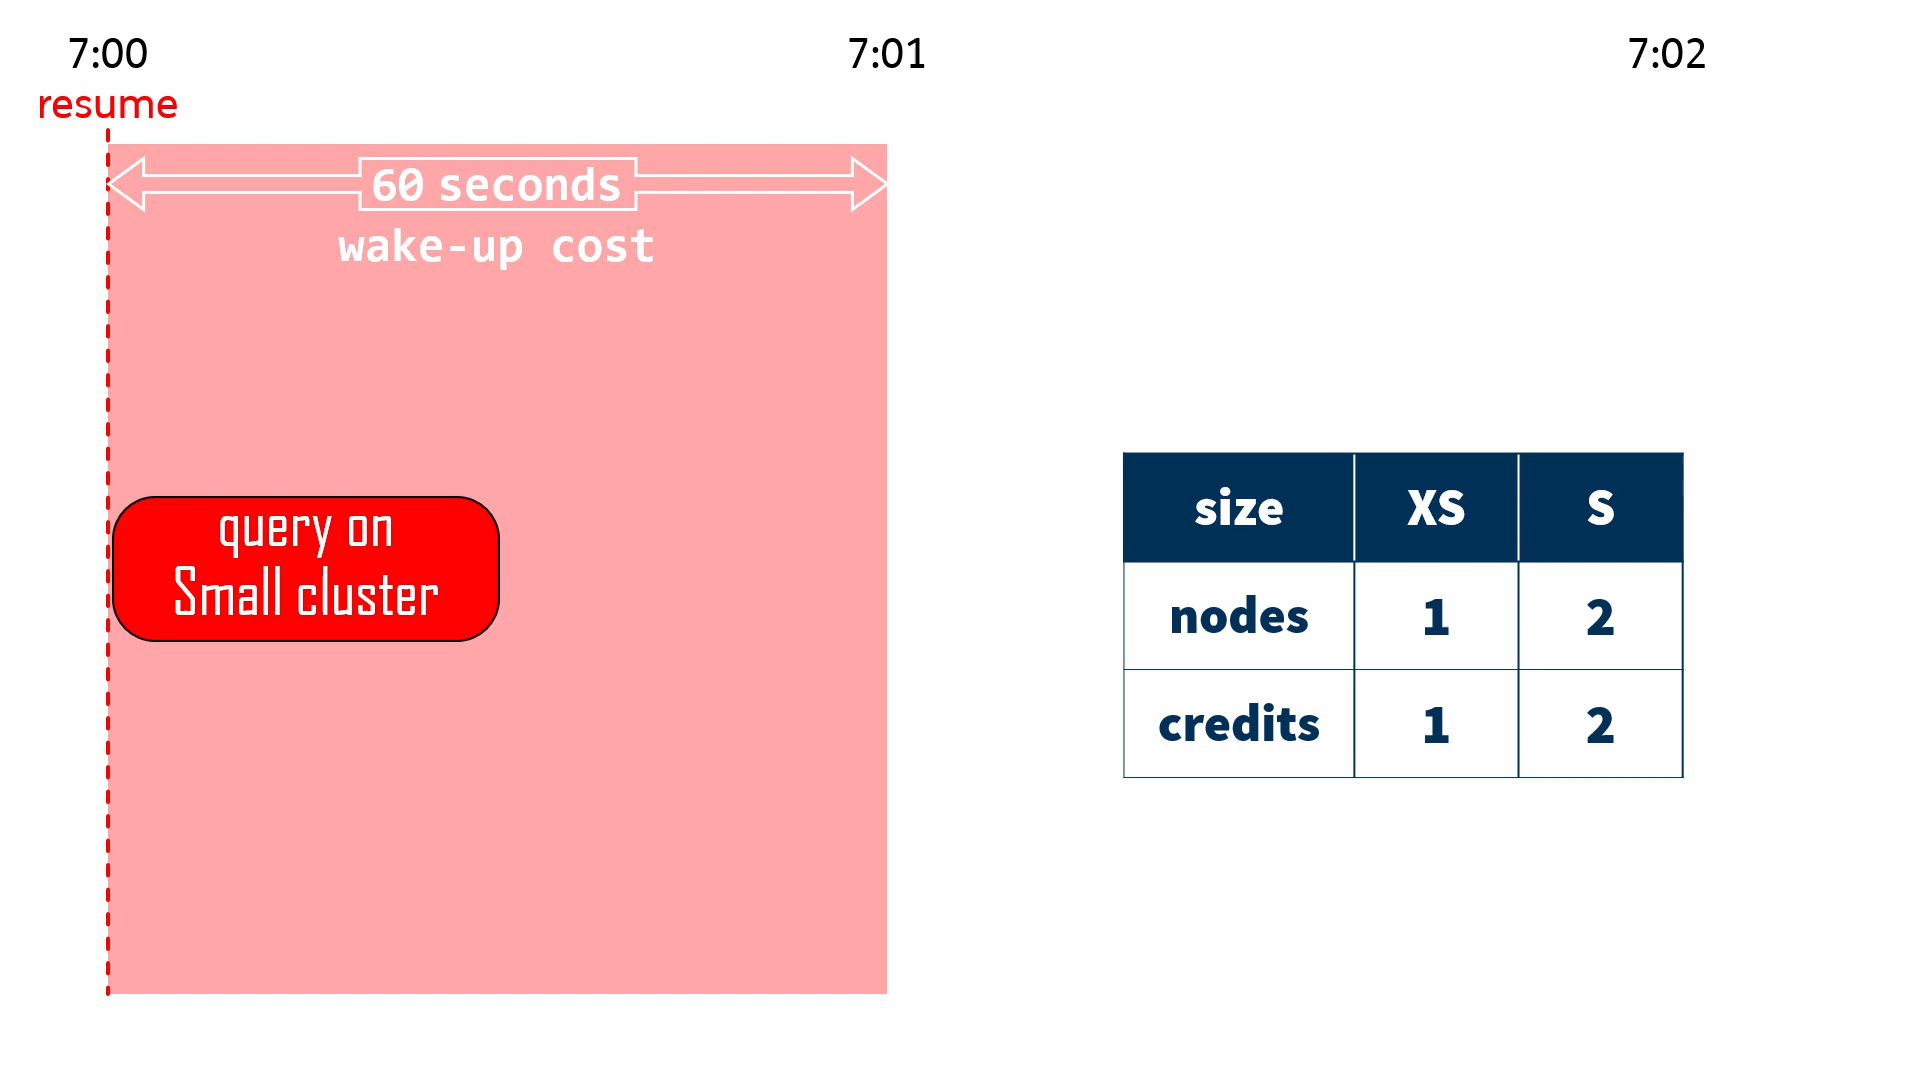 7:00 7:01 7:02
resume
60 seconds
wake-up cost
query on
Small cluster
size XS S
nodes 1 2
credits 1 2